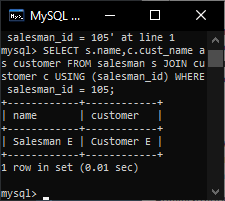 MySQL ...
 salesman_id = 105' at line 1
mysql> SELECT s.name,c.cust_name a
s customer FROM salesman s JOIN cu
stomer c USING (salesman_id) WHERE
 salesman_id = 105;
+------------+------------+
| name       | customer   |
+------------+------------+
| Salesman E | Customer E |
+------------+------------+
1 row in set (0.01 sec)
mysql>